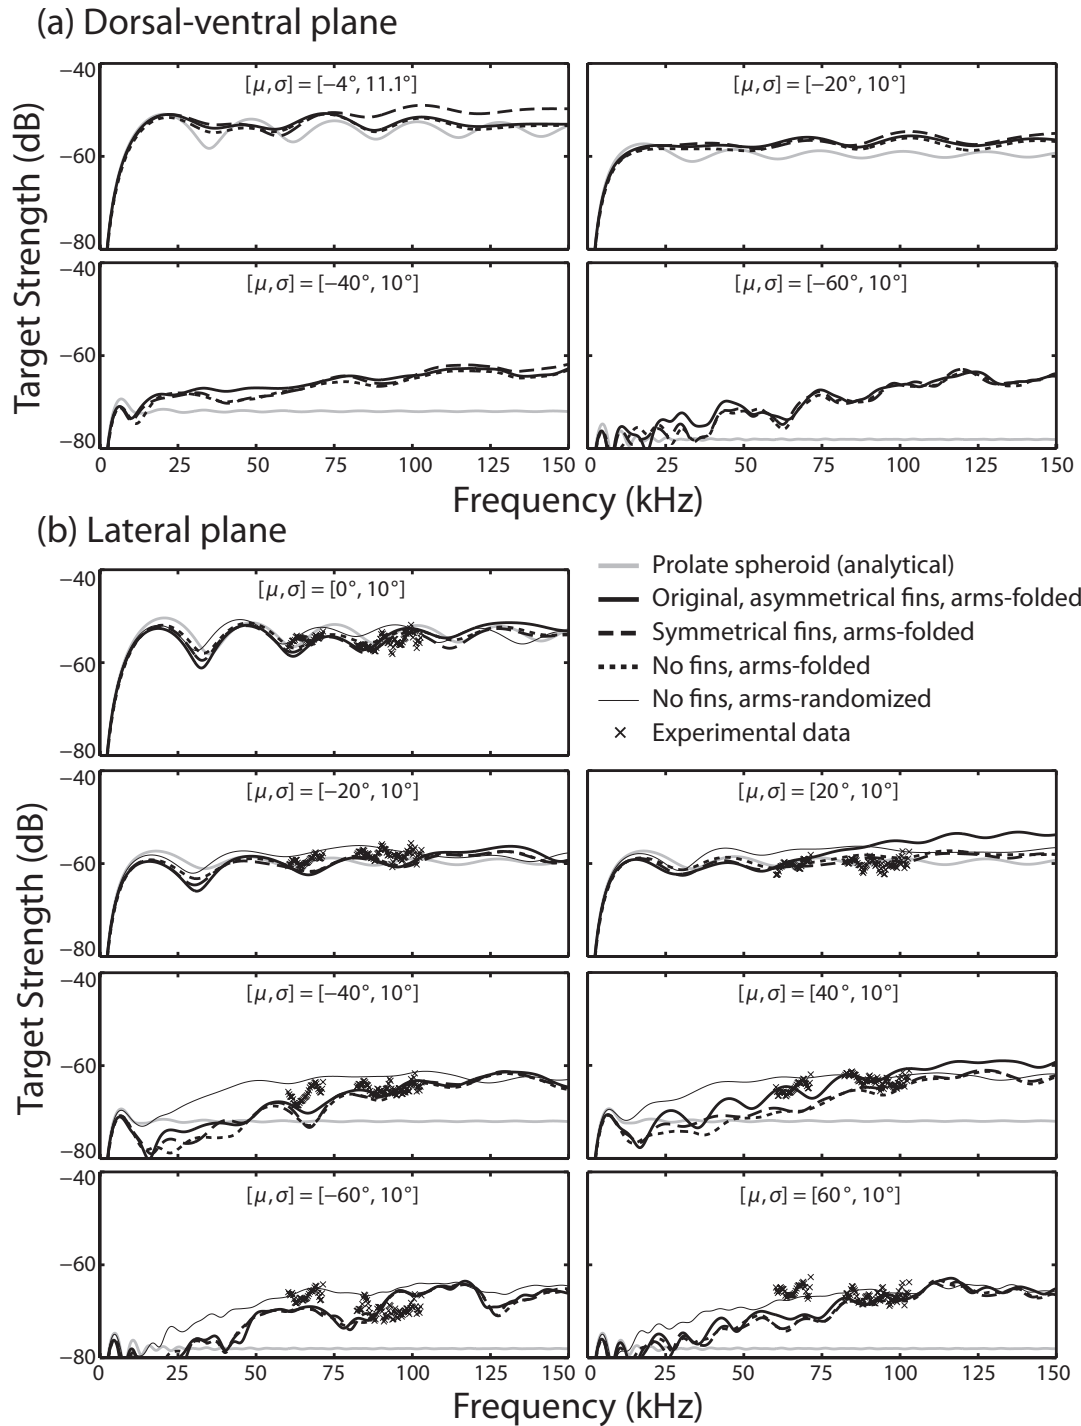 (a) Dorsal-ventral plane
Target Strength (dB)
−40
−60
−80
[μ,σ] = [−4°, 11.1°]
[μ,σ] = [−20°, 10°]
−40
−60
−80
[μ,σ] = [−40°, 10°]
[μ,σ] = [−60°, 10°]
0 25 50 75 100 125 150
0 25 50 75 100 125 150
Frequency (kHz)
(b) Lateral plane
−40
−60
−80
[μ,σ] = [0°, 10°]
Prolate spheroid (analytical)
Original, asymmetrical fins, arms-folded
Symmetrical fins, arms-folded
No fins, arms-folded
No fins, arms-randomized
× Experimental data
Target Strength (dB)
−40
−60
−80
[μ,σ] = [−20°, 10°]
[μ,σ] = [20°, 10°]
−40
−60
−80
[μ,σ] = [−40°, 10°]
[μ,σ] = [40°, 10°]
−40
−60
−80
[μ,σ] = [−60°, 10°]
[μ,σ] = [60°, 10°]
0 25 50 75 100 125 150
0 25 50 75 100 125 150
Frequency (kHz)